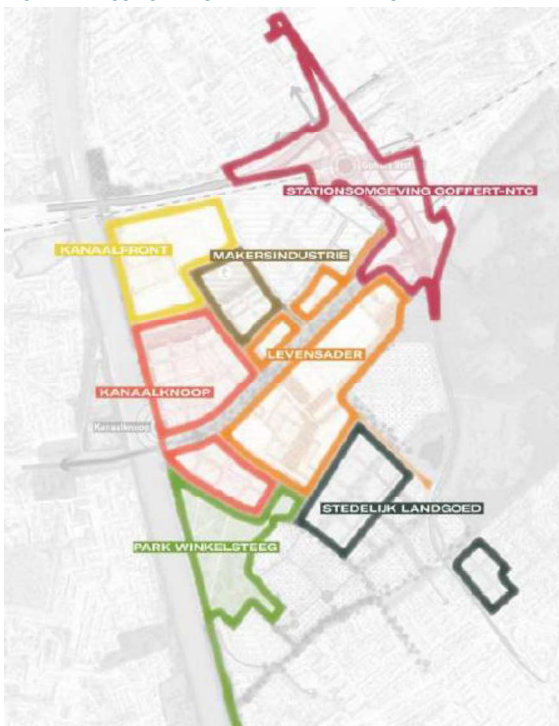 STATIONSOMGEVING GOFFERT-NTC
KANAALFRONT
MAKERSINDUSTRIE
LEVENSADER
KANAALKNOOP
Kanaalknoop
STEDELIJK LANDGOED
PARK WINKELSTEEG